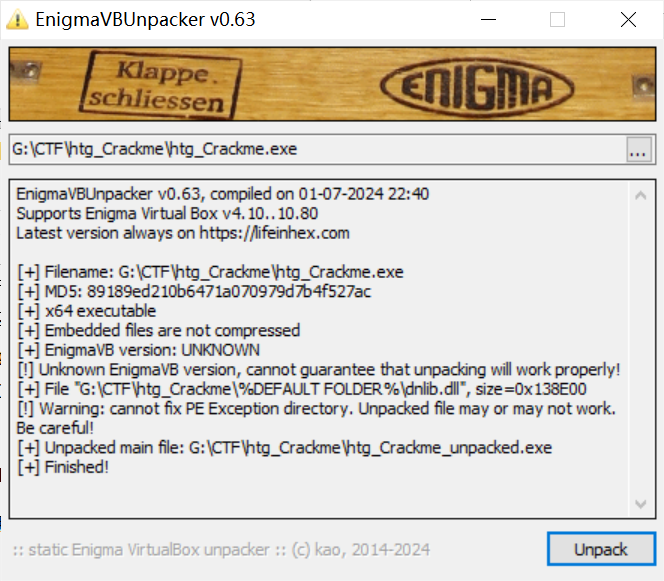 EnigmaVBUnpacker v0.63
Klappe.
schliessen
ENIGMA
G:\CTF\htg_Crackme\htg_Crackme.exe
...
EnigmaVBUnpacker v0.63, compiled on 01-07-2024 22:40
Supports Enigma Virtual Box v4.10..10.80
Latest version always on https://lifeinhex.com
[+] Filename: G:\CTF\htg_Crackme\htg_Crackme.exe
[+] MD5: 89189ed210b6471a070979d7b4f527ac
[+] x64 executable
[+] Embedded files are not compressed
[+] EnigmaVB version: UNKNOWN
[!] Unknown EnigmaVB version, cannot guarantee that unpacking will work properly!
[+] File "G:\CTF\htg_Crackme\%DEFAULT FOLDER%\dnlib.dll", size=0x138E00
[!] Warning: cannot fix PE Exception directory. Unpacked file may or may not work.
Be careful!
[+] Unpacked main file: G:\CTF\htg_Crackme\htg_Crackme_unpacked.exe
[+] Finished!
:: static Enigma VirtualBox unpacker :: (c) kao, 2014-2024
Unpack